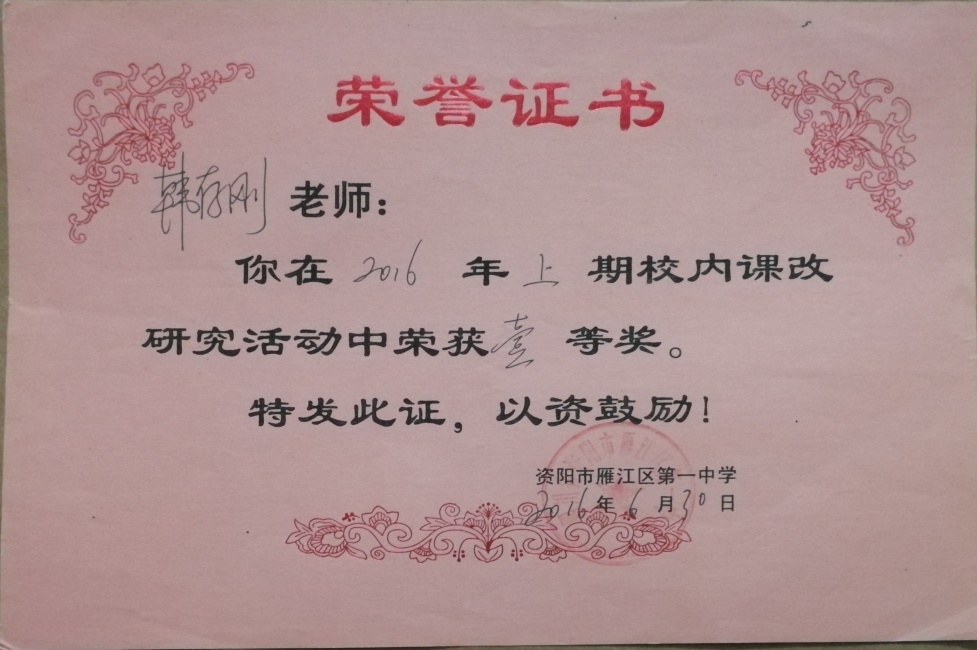 荣誉证书
韩存刚 老师:
你在 2016 年 上 期校内课改
研究活动中荣获 壹 等奖。
特发此证,以资鼓励!
资阳市雁江区第一中学
2016 年 6 月 30 日